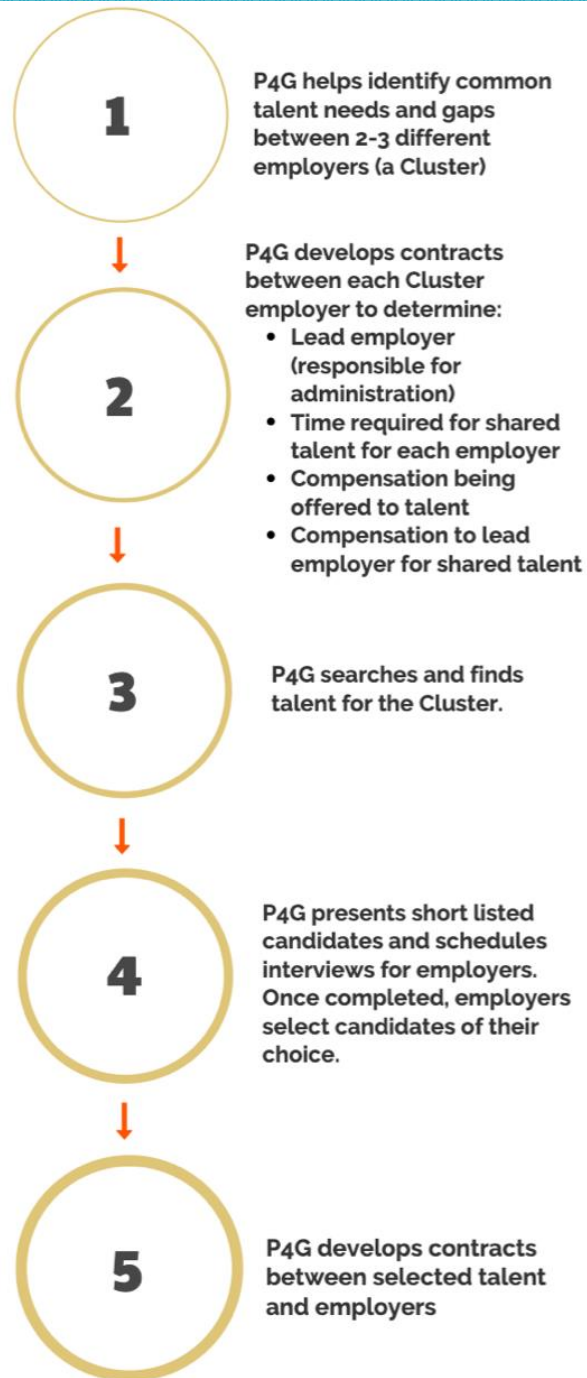 1
P4G helps identify common
talent needs and gaps
between 2-3 different
employers (a Cluster)
2
P4G develops contracts
between each Cluster
employer to determine:
• Lead employer
(responsible for
administration)
• Time required for shared
talent for each employer
• Compensation being
offered to talent
• Compensation to lead
employer for shared talent
3
P4G searches and finds
talent for the Cluster.
4
P4G presents short listed
candidates and schedules
interviews for employers.
Once completed, employers
select candidates of their
choice.
5
P4G develops contracts
between selected talent
and employers